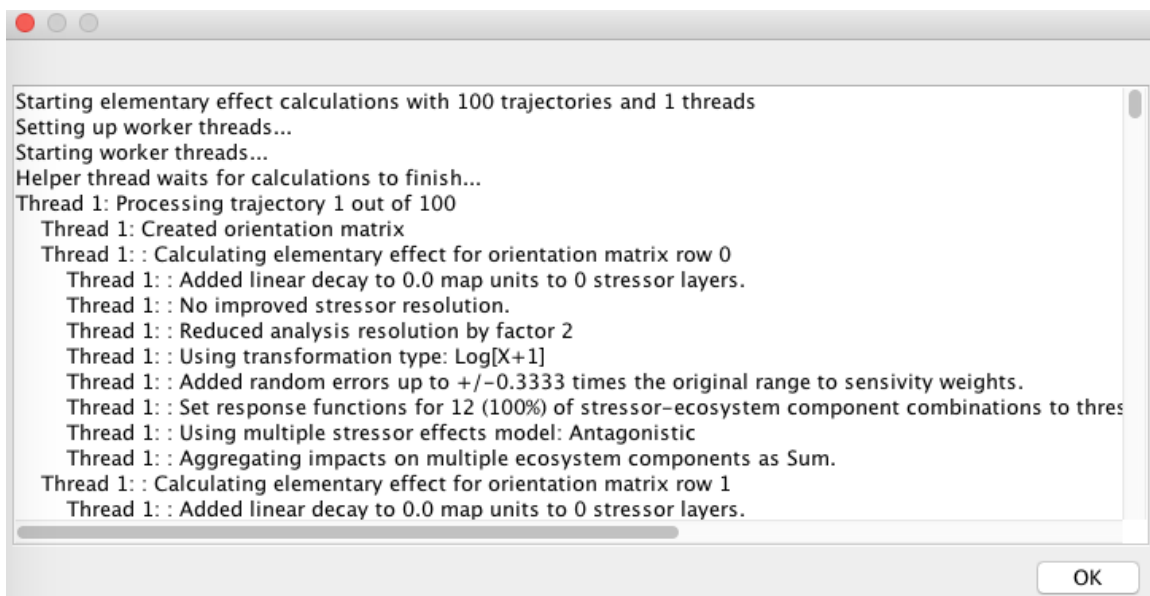 Starting elementary effect calculations with 100 trajectories and 1 threads
Setting up worker threads...
Starting worker threads...
Helper thread waits for calculations to finish...
Thread 1: Processing trajectory 1 out of 100
Thread 1: Created orientation matrix
Thread 1: : Calculating elementary effect for orientation matrix row 0
Thread 1: : Added linear decay to 0.0 map units to 0 stressor layers.
Thread 1: : No improved stressor resolution.
Thread 1: : Reduced analysis resolution by factor 2
Thread 1: : Using transformation type: Log[X+1]
Thread 1: : Added random errors up to +/-0.3333 times the original range to sensivity weights.
Thread 1: : Set response functions for 12 (100%) of stressor-ecosystem component combinations to thres
Thread 1: : Using multiple stressor effects model: Antagonistic
Thread 1: : Aggregating impacts on multiple ecosystem components as Sum.
Thread 1: : Calculating elementary effect for orientation matrix row 1
Thread 1: : Added linear decay to 0.0 map units to 0 stressor layers.
OK